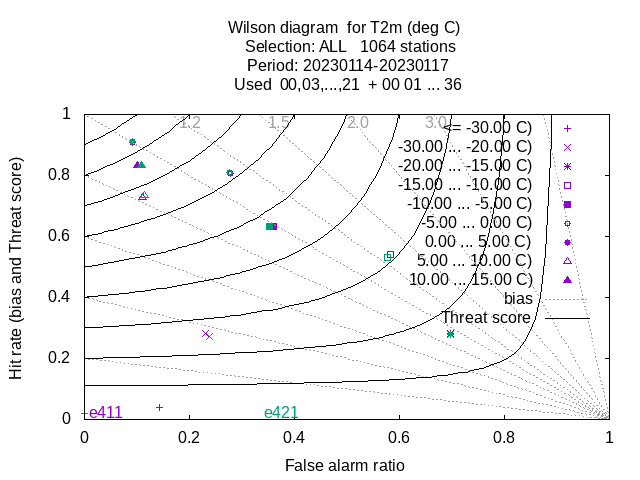 Wilson diagram  for T2m (deg C)
Selection: ALL   1064 stations
Period: 20230114-20230117
Used  00,03,...,21  + 00 01 ... 36
1
0.8
0.6
0.4
0.2
0
0
0.2
0.4
0.6
0.8
1
1.2
1.5
2.0
3.0
<= -30.00 C)
-30.00 ... -20.00 C)
-20.00 ... -15.00 C)
-15.00 ... -10.00 C)
-10.00 ... -5.00 C)
-5.00 ... 0.00 C)
0.00 ... 5.00 C)
5.00 ... 10.00 C)
10.00 ... 15.00 C)
bias
Threat score
e411
e421
Hit rate (bias and Threat score)
False alarm ratio